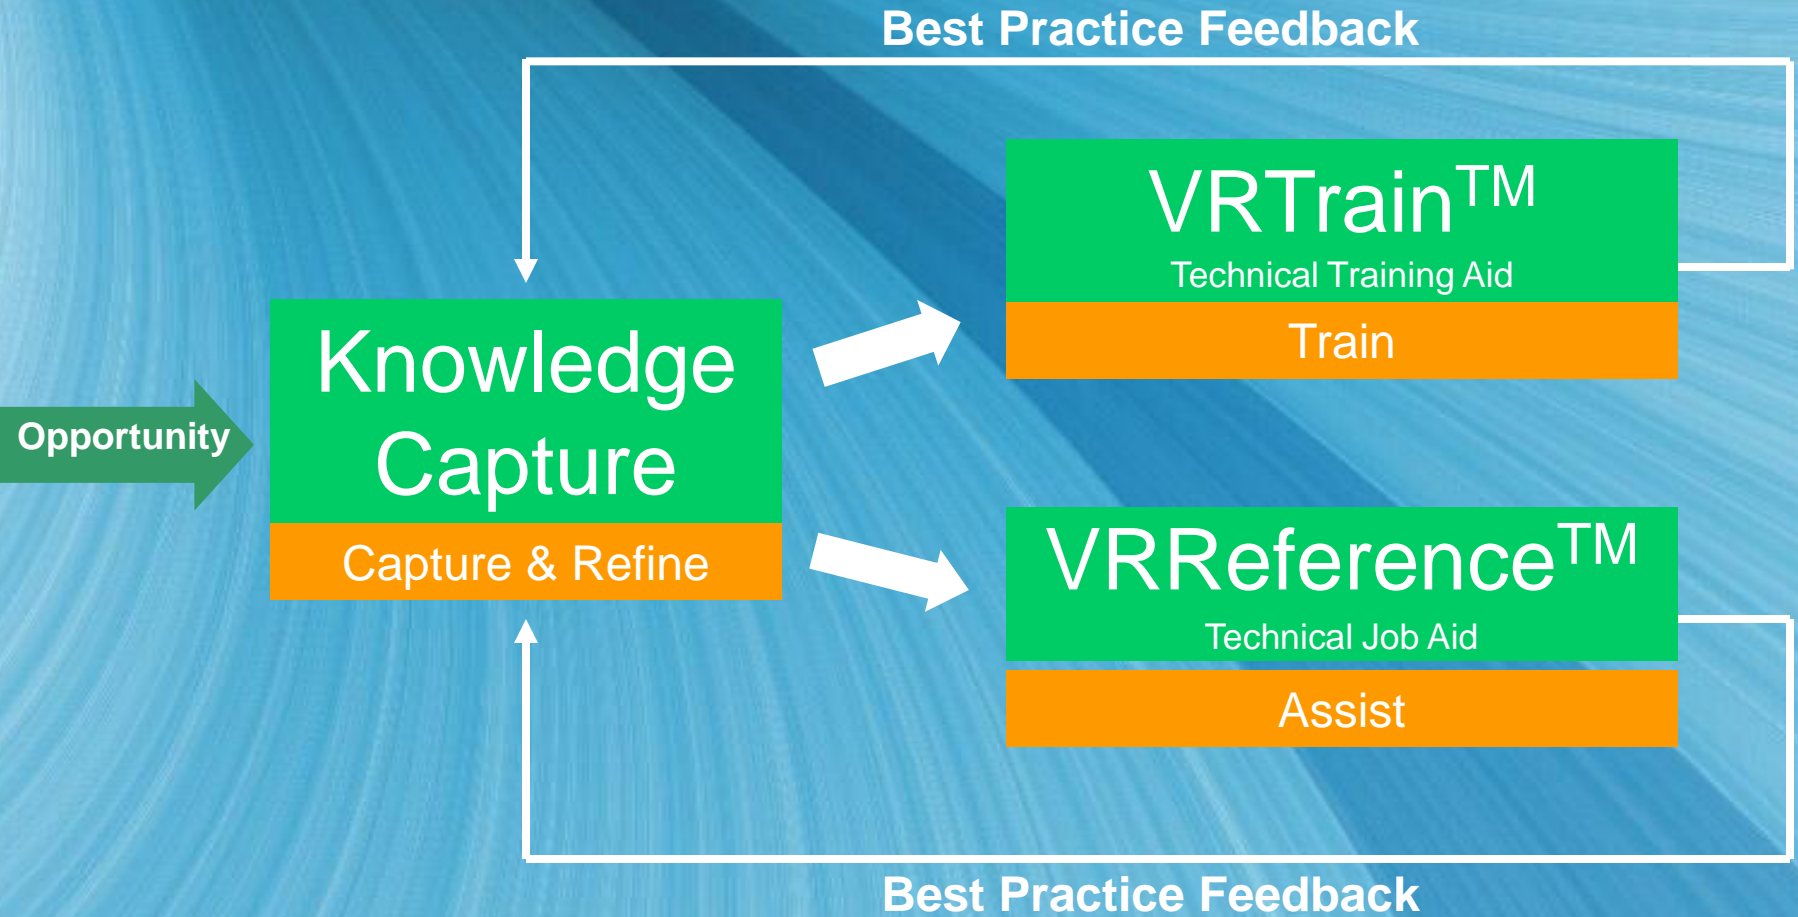 Best Practice Feedback
VRTrain™
Technical Training Aid
Train
Opportunity
Knowledge
Capture
Capture & Refine
VRReference™
Technical Job Aid
Assist
Best Practice Feedback